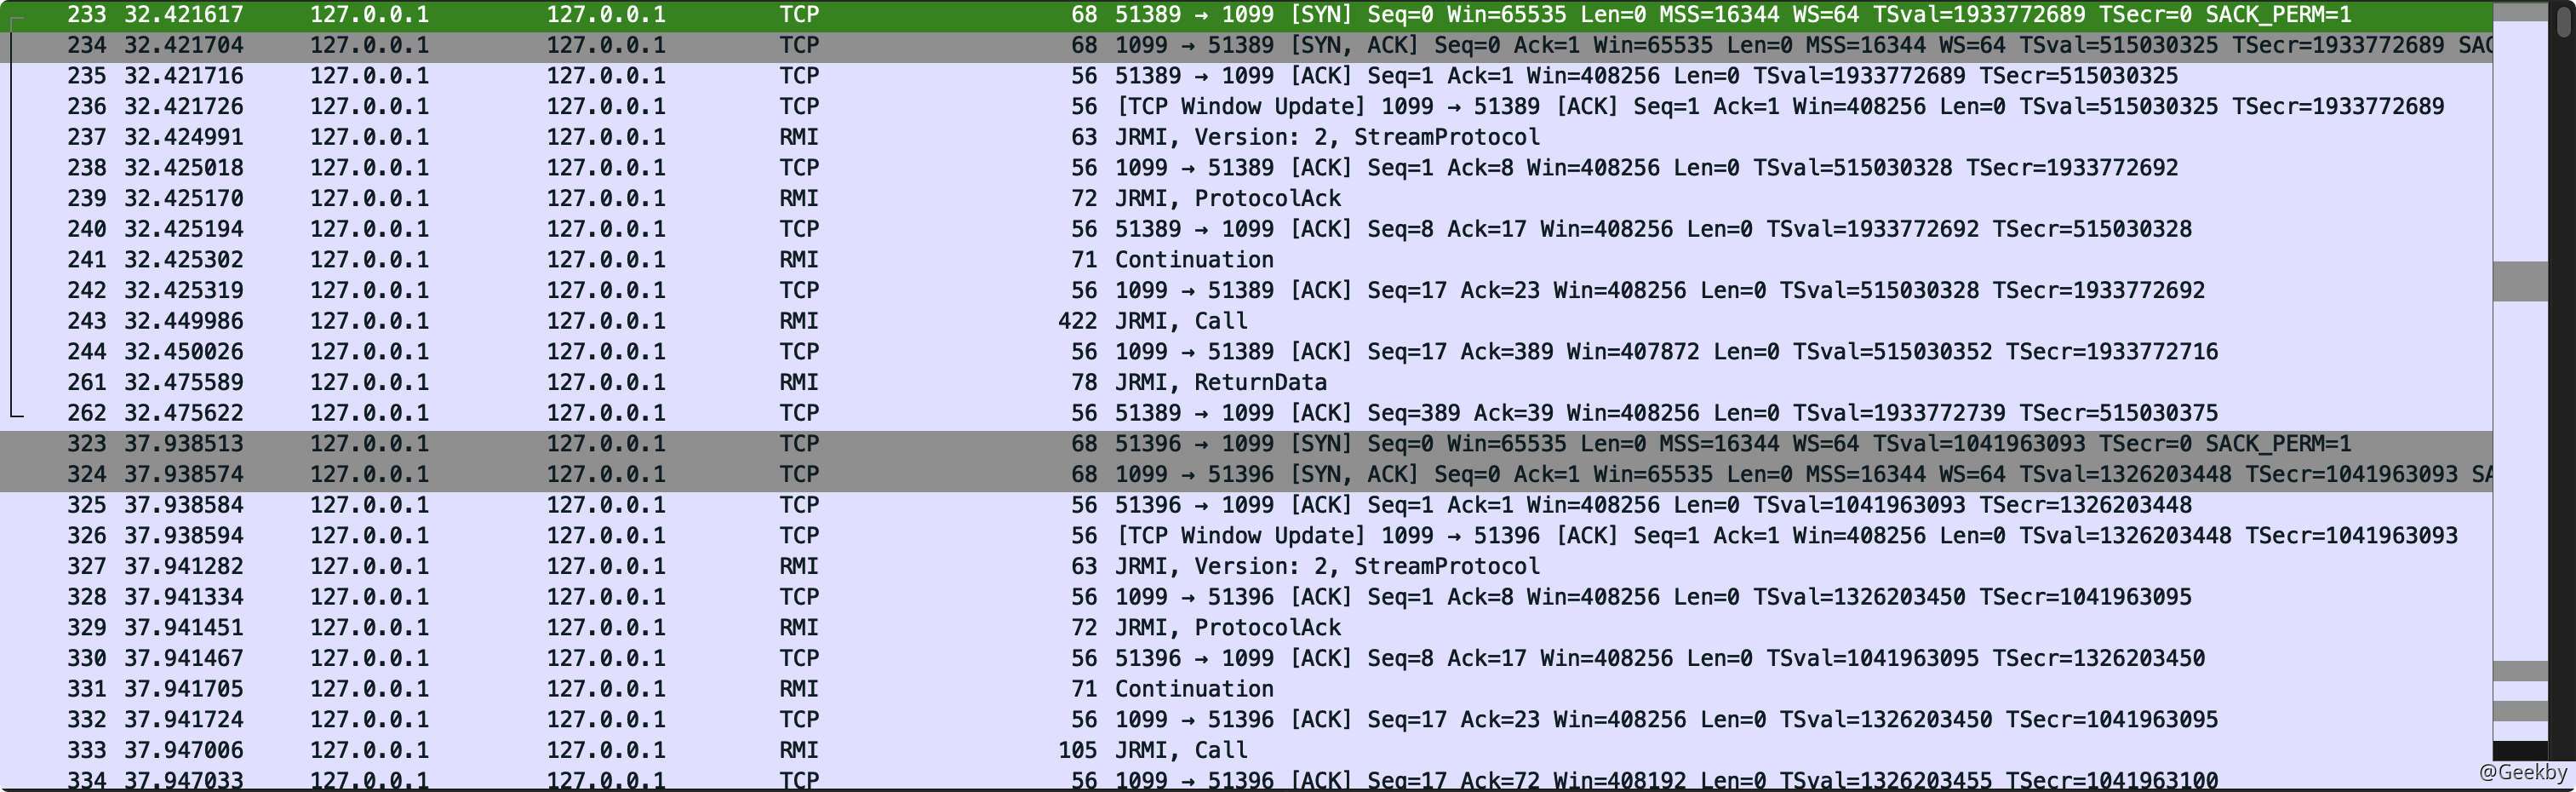 233 32.421617 127.0.0.1 127.0.0.1 TCP 68 51389 → 1099 [SYN] Seq=0 Win=65535 Len=0 MSS=16344 WS=64 TSval=1933772689 TSecr=0 SACK_PERM=1
234 32.421704 127.0.0.1 127.0.0.1 TCP 68 1099 → 51389 [SYN, ACK] Seq=0 Ack=1 Win=65535 Len=0 MSS=16344 WS=64 TSval=515030325 TSecr=1933772689 SAC
235 32.421716 127.0.0.1 127.0.0.1 TCP 56 51389 → 1099 [ACK] Seq=1 Ack=1 Win=408256 Len=0 TSval=1933772689 TSecr=515030325
236 32.421726 127.0.0.1 127.0.0.1 TCP 56 [TCP Window Update] 1099 → 51389 [ACK] Seq=1 Ack=1 Win=408256 Len=0 TSval=515030325 TSecr=1933772689
237 32.424991 127.0.0.1 127.0.0.1 RMI 63 JRMI, Version: 2, StreamProtocol
238 32.425018 127.0.0.1 127.0.0.1 TCP 56 1099 → 51389 [ACK] Seq=1 Ack=8 Win=408256 Len=0 TSval=515030328 TSecr=1933772692
239 32.425170 127.0.0.1 127.0.0.1 RMI 72 JRMI, ProtocolAck
240 32.425194 127.0.0.1 127.0.0.1 TCP 56 51389 → 1099 [ACK] Seq=8 Ack=17 Win=408256 Len=0 TSval=1933772692 TSecr=515030328
241 32.425302 127.0.0.1 127.0.0.1 RMI 71 Continuation
242 32.425319 127.0.0.1 127.0.0.1 TCP 56 1099 → 51389 [ACK] Seq=17 Ack=23 Win=408256 Len=0 TSval=515030328 TSecr=1933772692
243 32.449986 127.0.0.1 127.0.0.1 RMI 422 JRMI, Call
244 32.450026 127.0.0.1 127.0.0.1 TCP 56 1099 → 51389 [ACK] Seq=17 Ack=389 Win=407872 Len=0 TSval=515030352 TSecr=1933772716
261 32.475589 127.0.0.1 127.0.0.1 RMI 78 JRMI, ReturnData
262 32.475622 127.0.0.1 127.0.0.1 TCP 56 51389 → 1099 [ACK] Seq=389 Ack=39 Win=408256 Len=0 TSval=1933772739 TSecr=515030375
323 37.938513 127.0.0.1 127.0.0.1 TCP 68 51396 → 1099 [SYN] Seq=0 Win=65535 Len=0 MSS=16344 WS=64 TSval=1041963093 TSecr=0 SACK_PERM=1
324 37.938574 127.0.0.1 127.0.0.1 TCP 68 1099 → 51396 [SYN, ACK] Seq=0 Ack=1 Win=65535 Len=0 MSS=16344 WS=64 TSval=1326203448 TSecr=1041963093 SA
325 37.938584 127.0.0.1 127.0.0.1 TCP 56 51396 → 1099 [ACK] Seq=1 Ack=1 Win=408256 Len=0 TSval=1041963093 TSecr=1326203448
326 37.938594 127.0.0.1 127.0.0.1 TCP 56 [TCP Window Update] 1099 → 51396 [ACK] Seq=1 Ack=1 Win=408256 Len=0 TSval=1326203448 TSecr=1041963093
327 37.941282 127.0.0.1 127.0.0.1 RMI 63 JRMI, Version: 2, StreamProtocol
328 37.941334 127.0.0.1 127.0.0.1 TCP 56 1099 → 51396 [ACK] Seq=1 Ack=8 Win=408256 Len=0 TSval=1326203450 TSecr=1041963095
329 37.941451 127.0.0.1 127.0.0.1 RMI 72 JRMI, ProtocolAck
330 37.941467 127.0.0.1 127.0.0.1 TCP 56 51396 → 1099 [ACK] Seq=8 Ack=17 Win=408256 Len=0 TSval=1041963095 TSecr=1326203450
331 37.941705 127.0.0.1 127.0.0.1 RMI 71 Continuation
332 37.941724 127.0.0.1 127.0.0.1 TCP 56 1099 → 51396 [ACK] Seq=17 Ack=23 Win=408256 Len=0 TSval=1326203450 TSecr=1041963095
333 37.947006 127.0.0.1 127.0.0.1 RMI 105 JRMI, Call
334 37.947033 127.0.0.1 127.0.0.1 TCP 56 1099 → 51396 [ACK] Seq=17 Ack=72 Win=408192 Len=0 TSval=1326203455 TSecr=1041963100
@Geekby